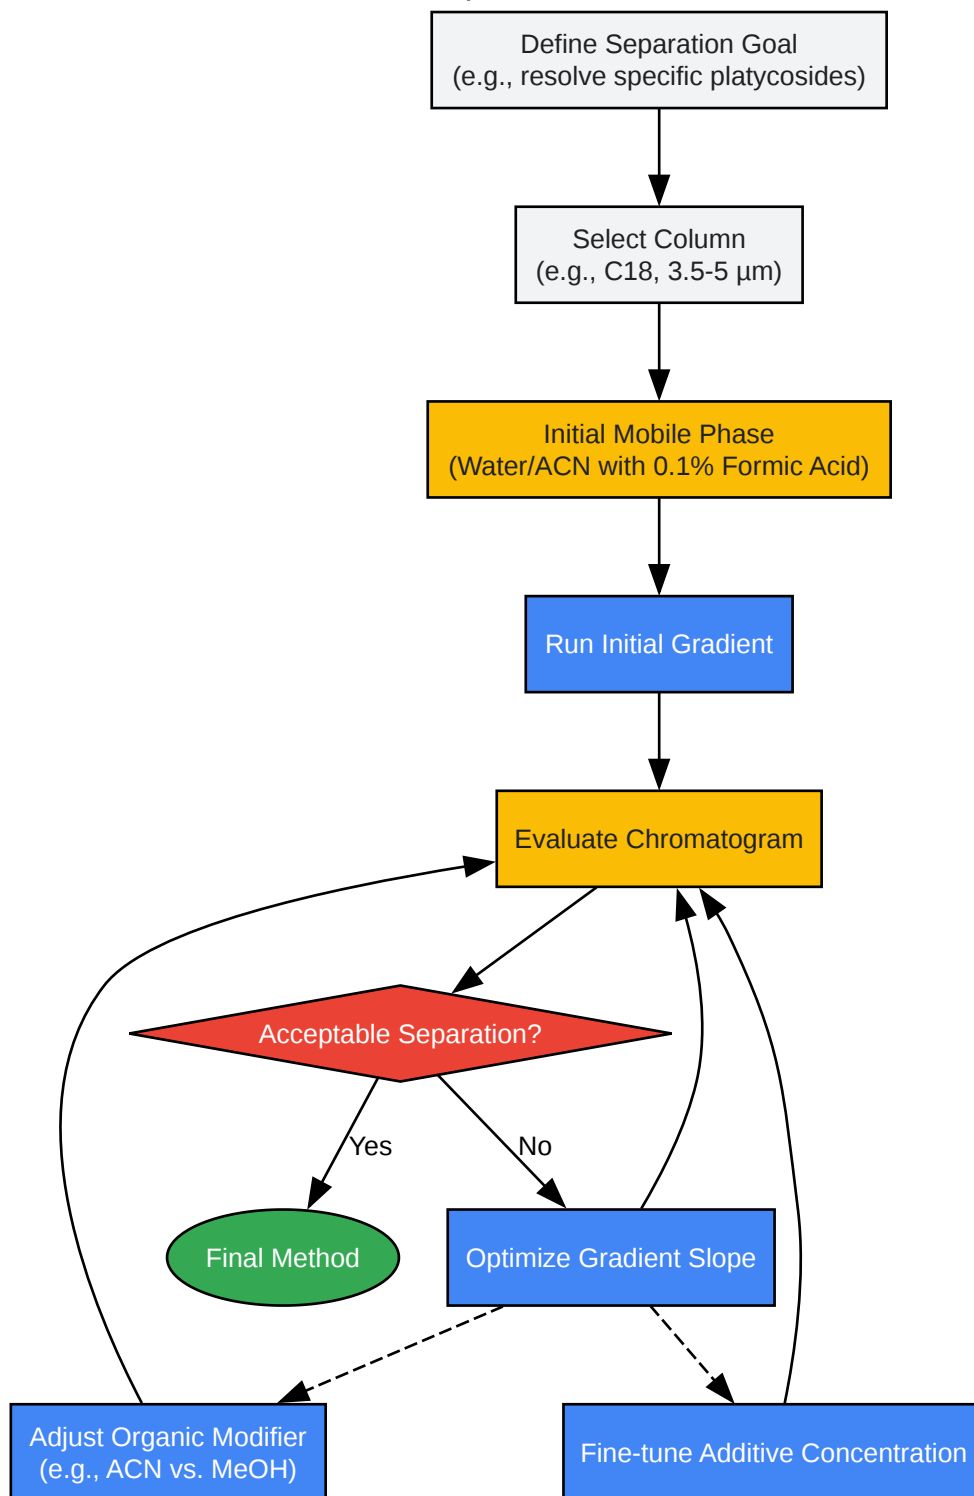 Define Separation Goal
(e.g., resolve specific platycosides)
Select Column
(e.g., C18, 3.5-5 µm)
Initial Mobile Phase
(Water/ACN with 0.1% Formic Acid)
Run Initial Gradient
Evaluate Chromatogram
Acceptable Separation?
Yes
No
Final Method
Optimize Gradient Slope
Adjust Organic Modifier
(e.g., ACN vs. MeOH)
Fine-tune Additive Concentration